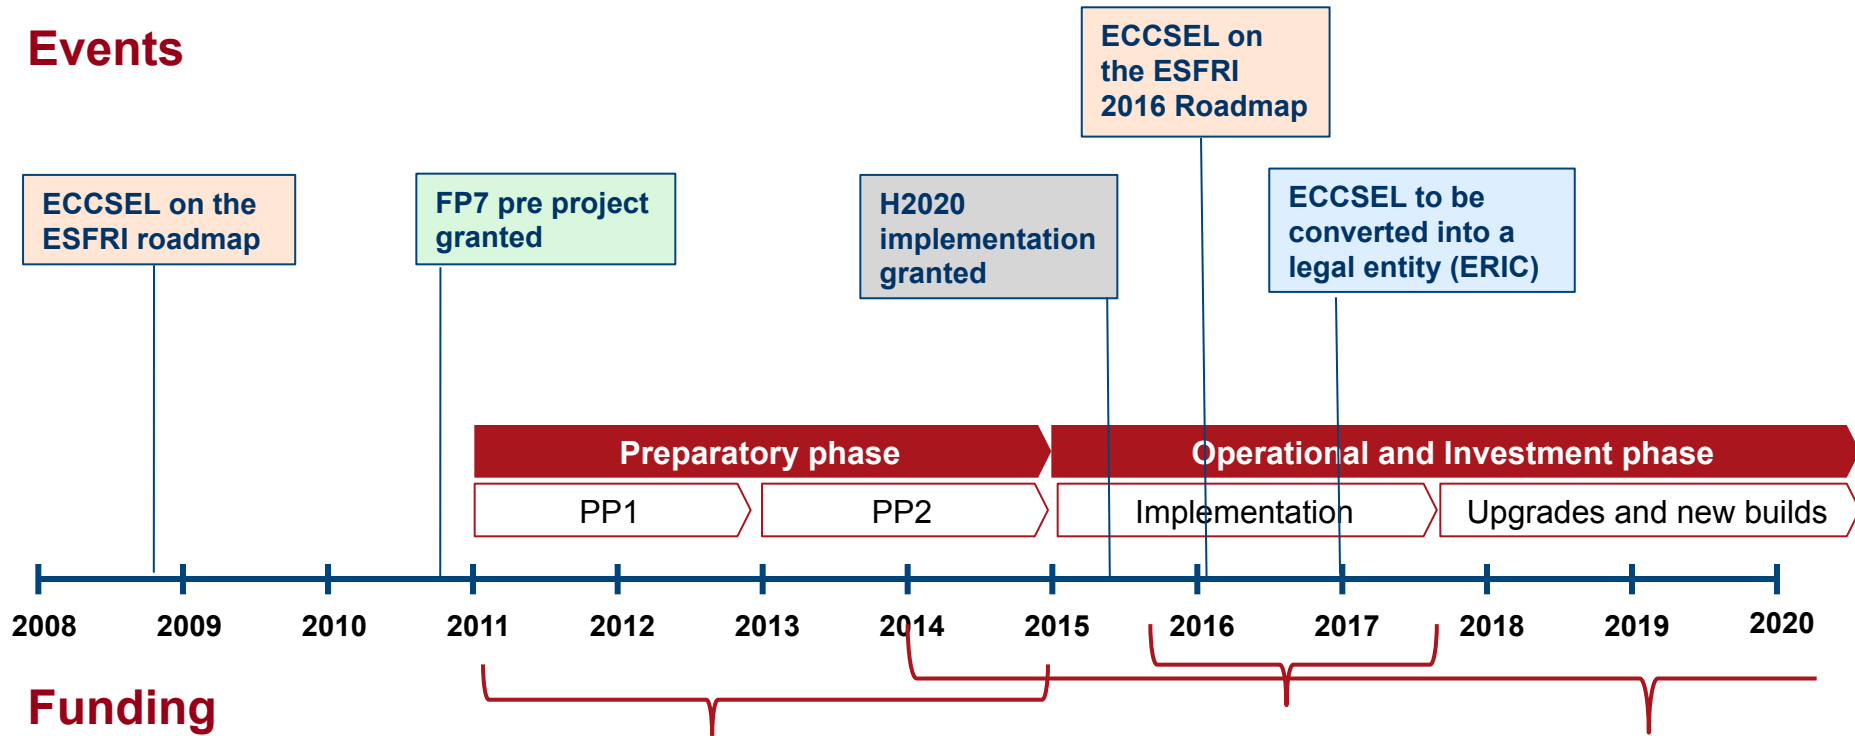 Events
ECCSEL on
the ESFRI
2016 Roadmap
ECCSEL on the
ESFRI roadmap
FP7 pre project
granted
H2020
implementation
granted
ECCSEL to be
converted into a
legal entity (ERIC)
Preparatory phase
Operational and Investment phase
PP1
PP2
Implementation
Upgrades and new builds
2008
2009
2010
2011
2012
2013
2014
2015
2016
2017
2018
2019
2020
Funding